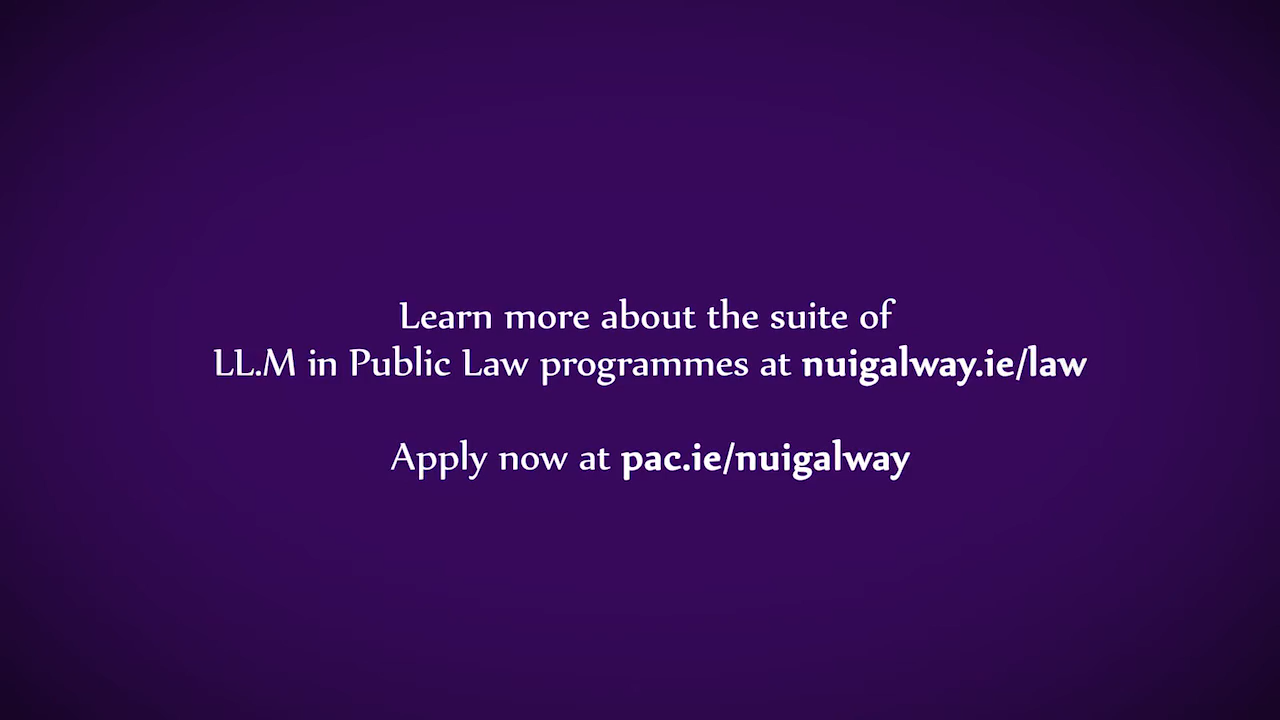 Learn more about the suite of
LL.M in Public Law programmes at nuigalway.ie/law
Apply now at pac.ie/nuigalway